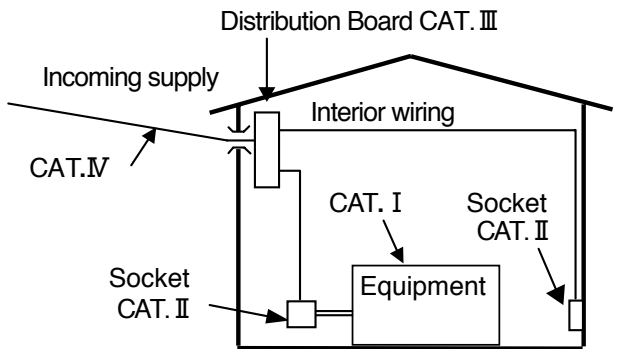 Distribution Board CAT. Ⅲ
Incoming supply
Interior wiring
CAT.Ⅳ
CAT. Ⅰ
Socket
CAT. Ⅱ
Socket
CAT. Ⅱ
Equipment